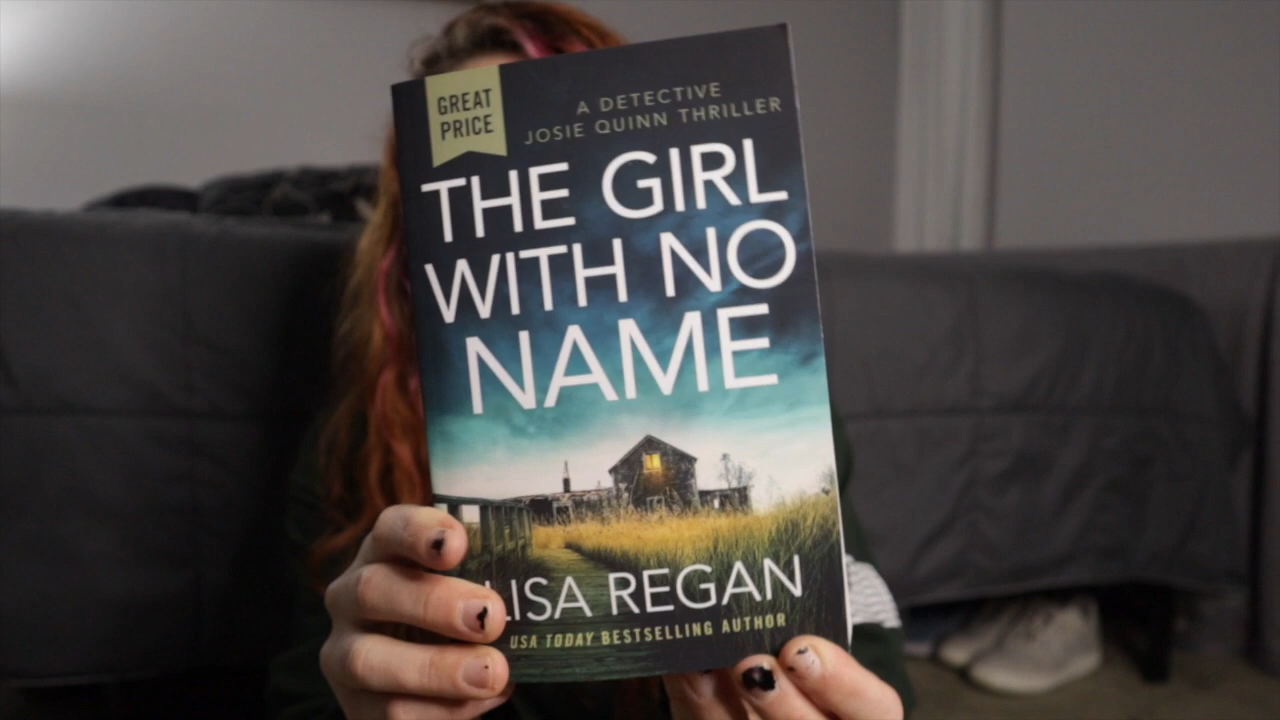 GREAT
PRICE
A DETECTIVE
JOSIE QUINN THRILLER
THE GIRL
WITH NO
NAME
LISA REGAN
USA TODAY BESTSELLING AUTHOR